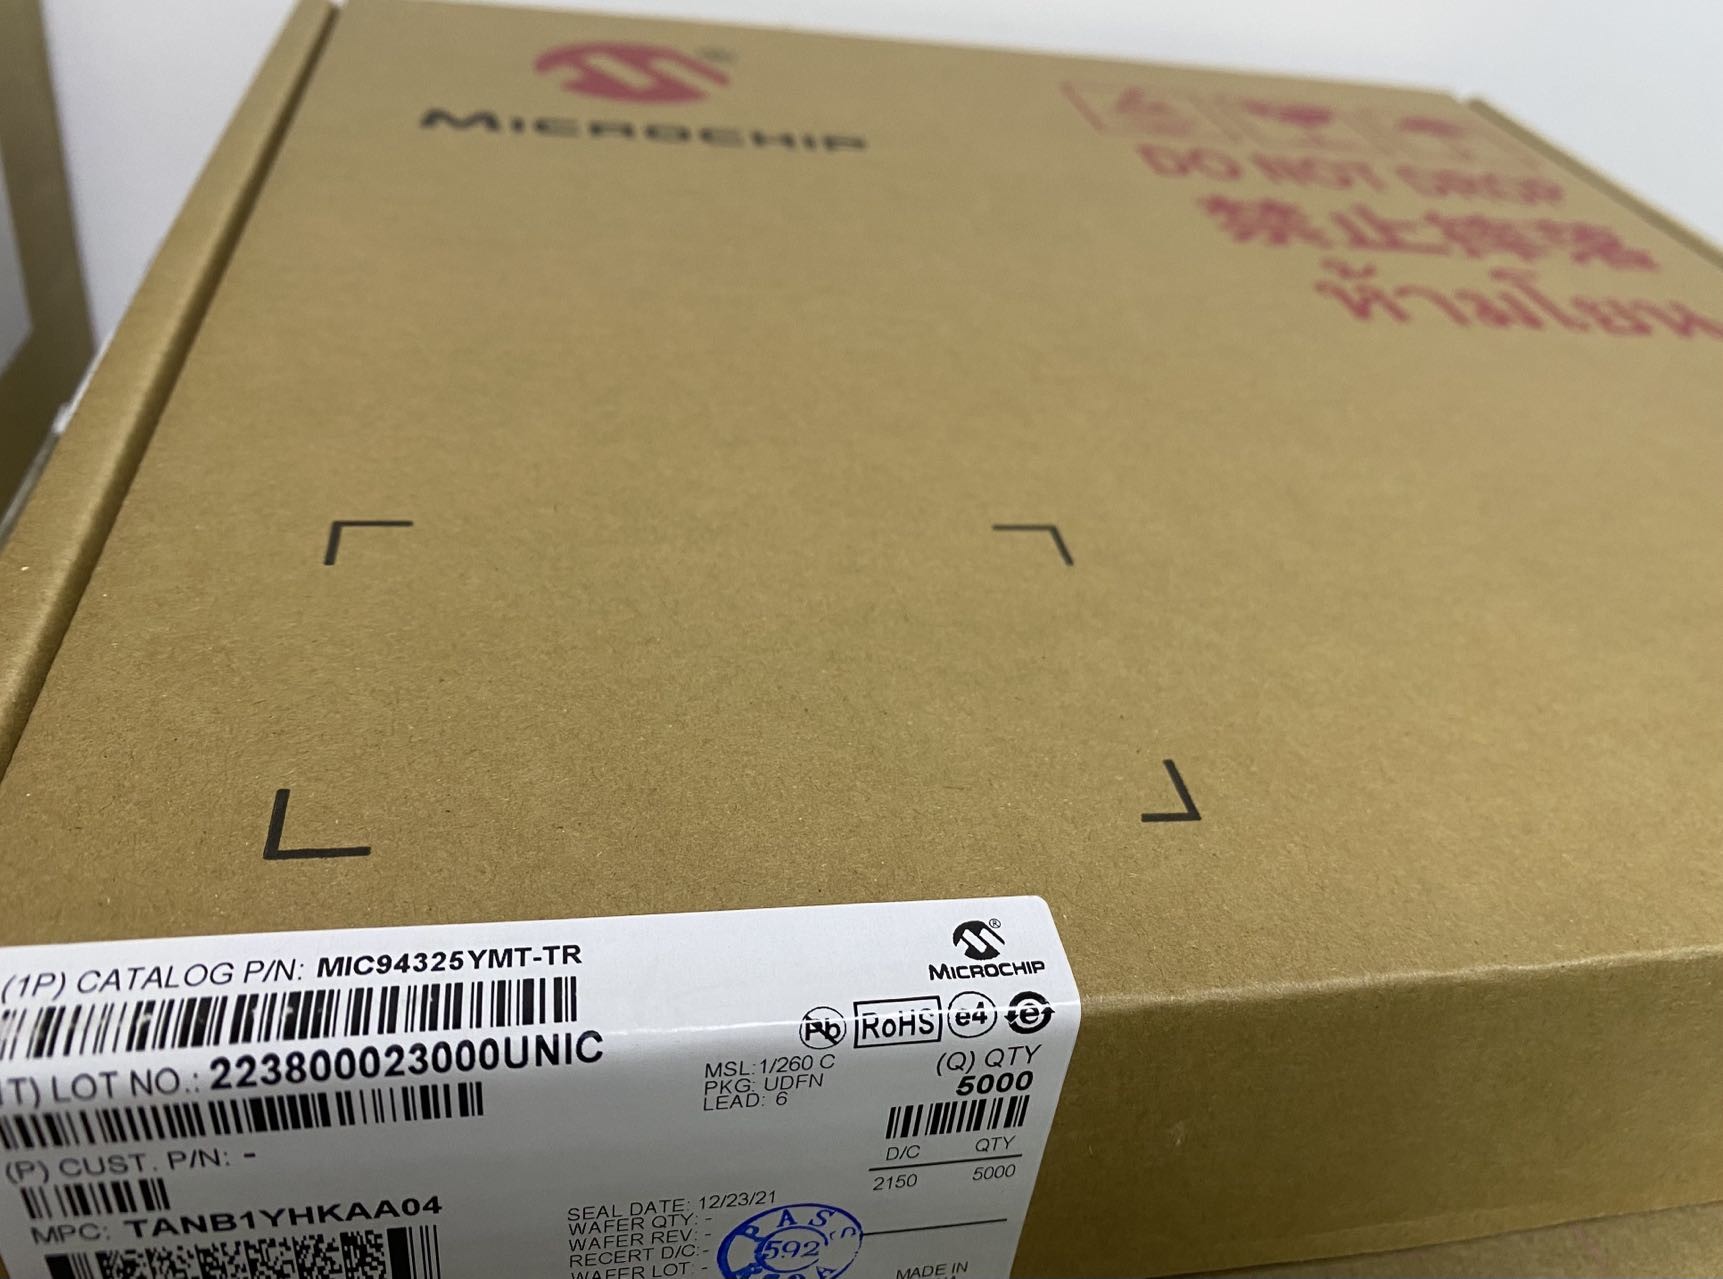 MICROCHIP
DO NOT DROP
禁止摔落
ห้ามโยน
(1P) CATALOG P/N: MIC94325YMT-TR
MICROCHIP
Pb RoHS e4 e
T) LOT NO.: 223800023000UNIC
MSL:1/260 C
PKG: UDFN
LEAD: 6
(Q) QTY
5000
(P) CUST. P/N: -
D/C QTY
2150 5000
MPC: TANB1YHKAA04
SEAL DATE: 12/23/21
WAFER QTY: -
WAFER REV: -
RECERT D/C:-
WAFER LOT: -
PASS
592
MADE IN